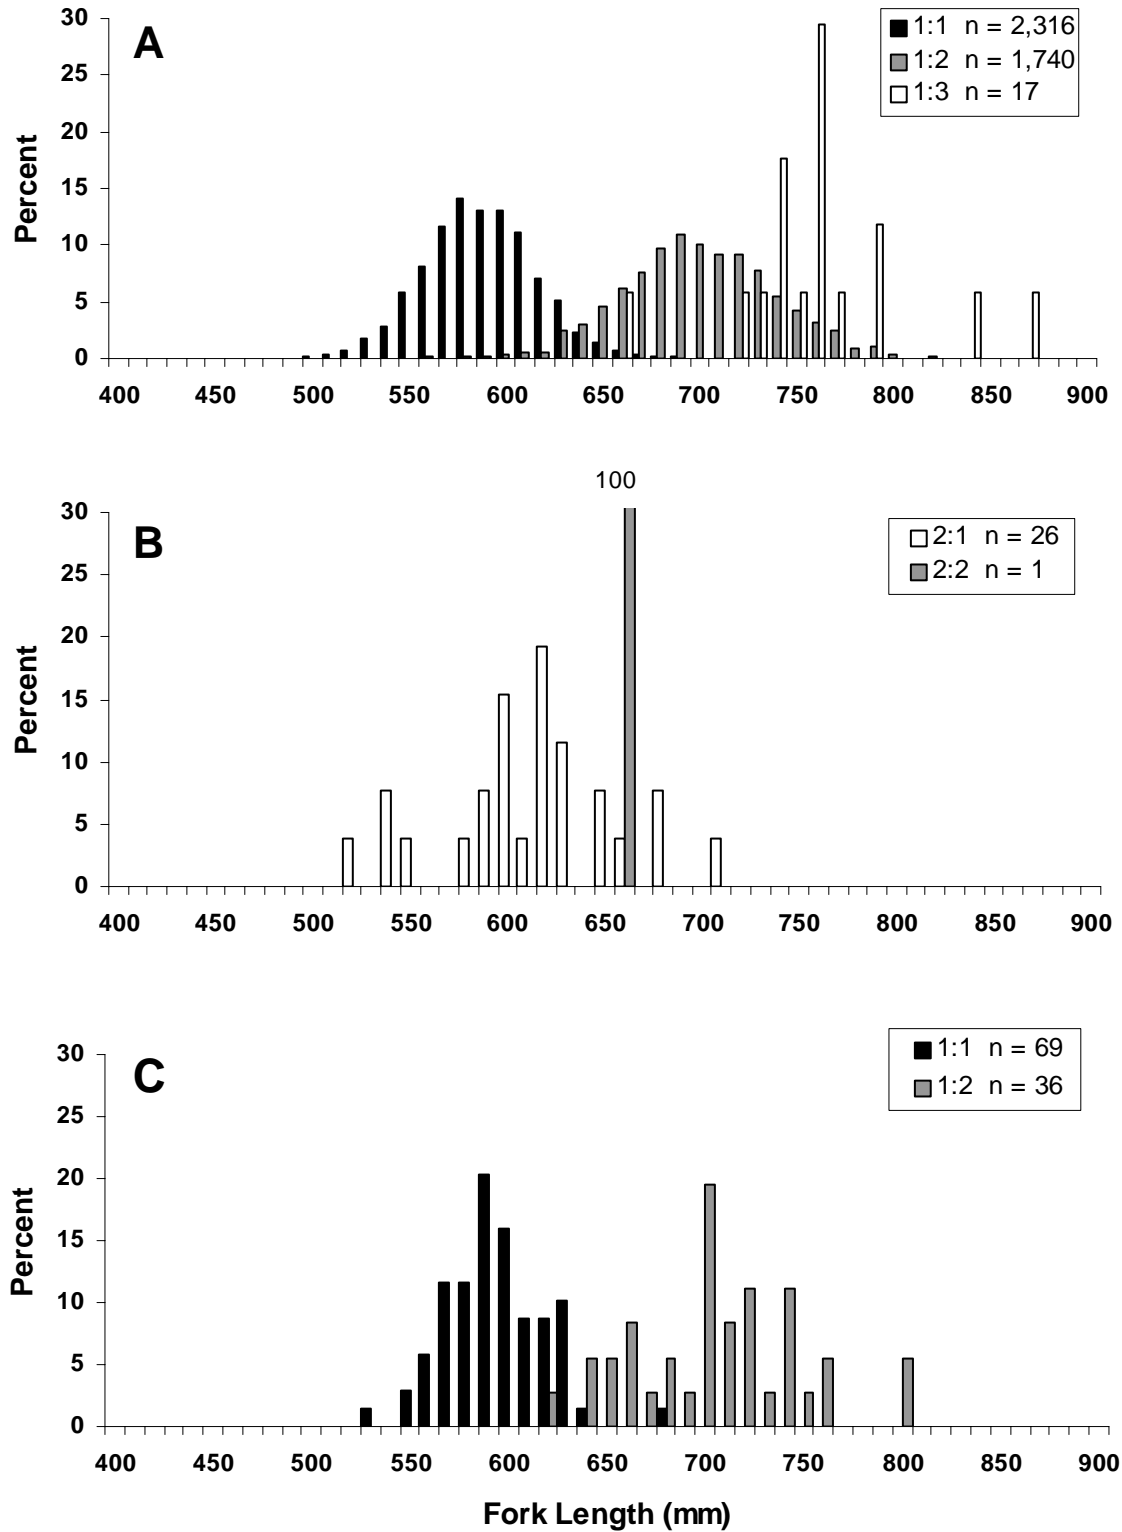 30
A
1:1 n = 2,316
25
1:2 n = 1,740
1:3 n = 17
20
Percent
15
10
5
0
400 450 500 550 600 650 700 750 800 850 900
100
30
B
2:1 n = 26
25
2:2 n = 1
20
Percent
15
10
5
0
400 450 500 550 600 650 700 750 800 850 900
30
C
1:1 n = 69
1:2 n = 36
25
20
Percent
15
10
5
0
400 450 500 550 600 650 700 750 800 850 900
Fork Length (mm)